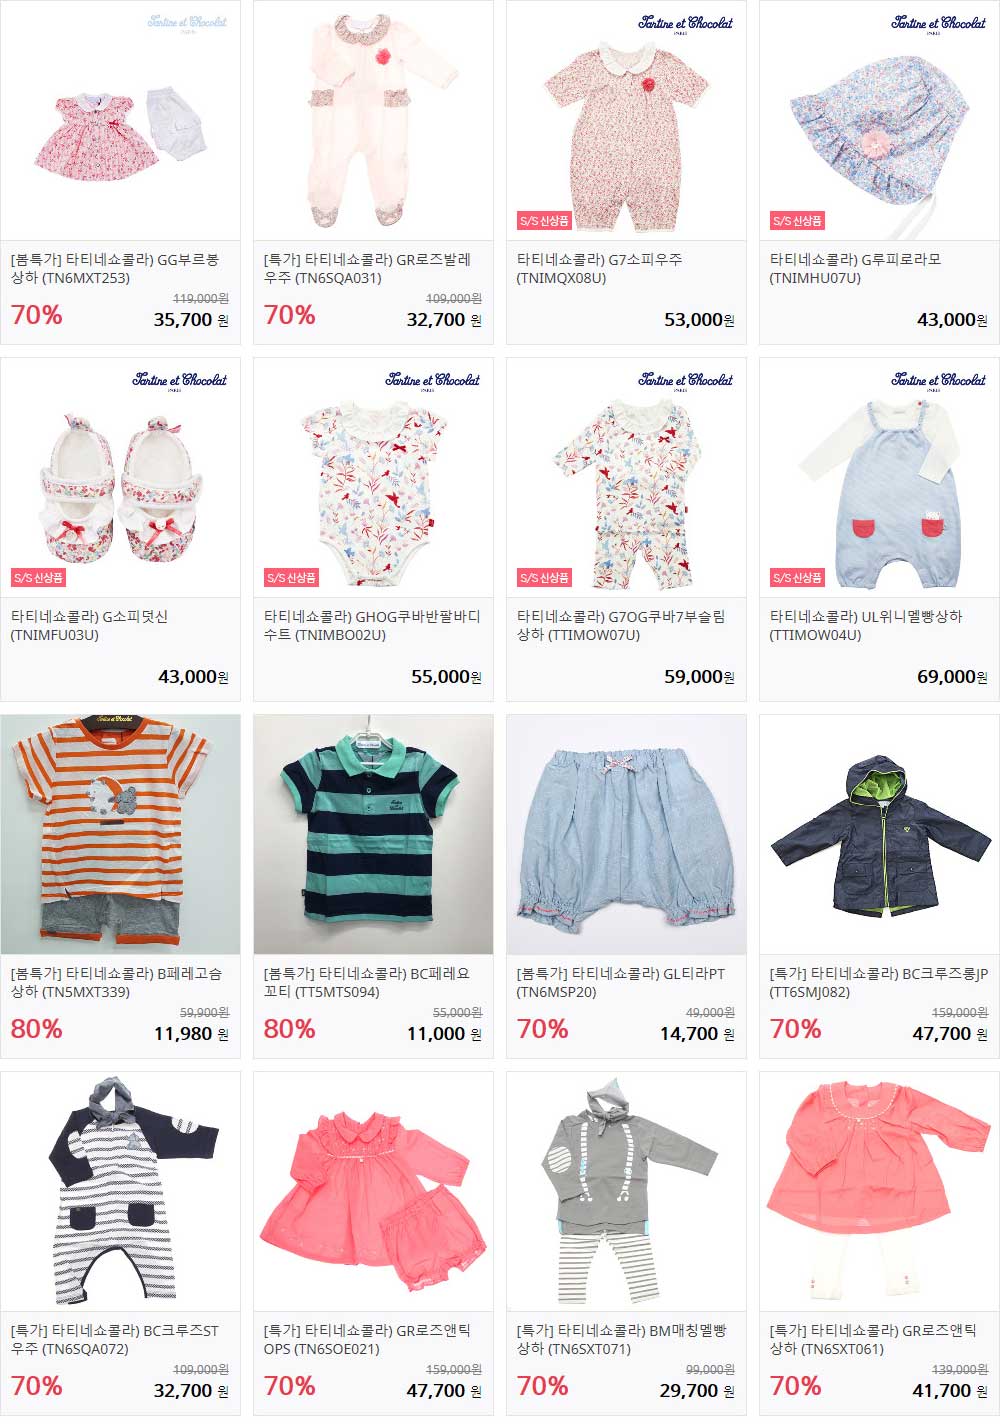 Tartine et Chocolat
PARIS
[봄특가] 타티네쇼콜라) GG부르봉
상하 (TN6MXT253)
119,000원
70% 35,700 원
[특가] 타티네쇼콜라) GR로즈발레
우주 (TN6SQA031)
109,000원
70% 32,700 원
Tartine et Chocolat
PARIS
S/S 신상품
타티네쇼콜라) G7소피우주
(TNIMQX08U)
53,000원
Tartine et Chocolat
PARIS
S/S 신상품
타티네쇼콜라) G루피로라모
(TNIMHU07U)
43,000원
Tartine et Chocolat
PARIS
S/S 신상품
타티네쇼콜라) G소피덧신
(TNIMFU03U)
43,000원
Tartine et Chocolat
PARIS
S/S 신상품
타티네쇼콜라) GHOG쿠바반팔바디
수트 (TNIMBO02U)
55,000원
Tartine et Chocolat
PARIS
S/S 신상품
타티네쇼콜라) G7OG쿠바7부슬림
상하 (TTIMOW07U)
59,000원
Tartine et Chocolat
PARIS
S/S 신상품
타티네쇼콜라) UL위니멜빵상하
(TTIMOW04U)
69,000원
Tartine et Chocolat
[봄특가] 타티네쇼콜라) B페레고슴
상하 (TN5MXT339)
59,900원
80% 11,980 원
[봄특가] 타티네쇼콜라) BC페레요
꼬티 (TT5MTS094)
55,000원
80% 11,000 원
[봄특가] 타티네쇼콜라) GL티라PT
(TN6MSP20)
49,000원
70% 14,700 원
[특가] 타티네쇼콜라) BC크루즈롱JP
(TT6SMJ082)
159,000원
70% 47,700 원
[특가] 타티네쇼콜라) BC크루즈ST
우주 (TN6SQA072)
109,000원
70% 32,700 원
[특가] 타티네쇼콜라) GR로즈앤틱
OPS (TN6SOE021)
159,000원
70% 47,700 원
[특가] 타티네쇼콜라) BM매칭멜빵
상하 (TN6SXT071)
99,000원
70% 29,700 원
[특가] 타티네쇼콜라) GR로즈앤틱
상하 (TN6SXT061)
139,000원
70% 41,700 원